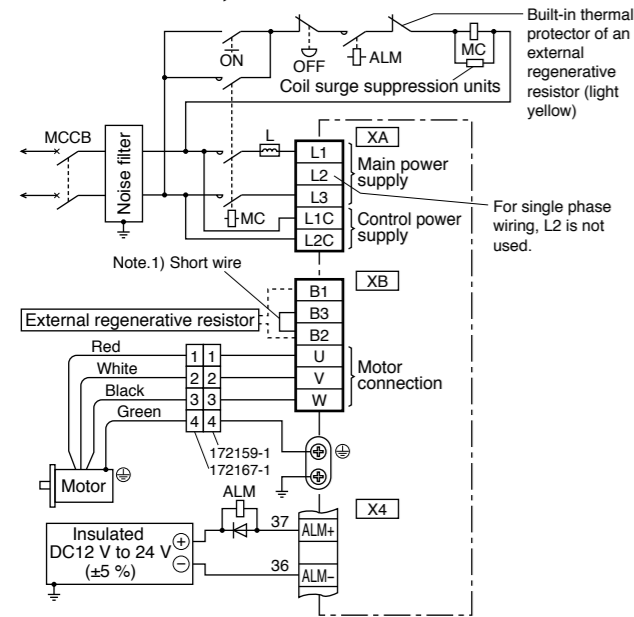 Built-in thermal
protector of an
external
regenerative
resistor (light
yellow)
ON
OFF
ALM
MC
Coil surge suppression units
MCCB
Noise filter
L
MC
XA
L1
L2
L3
L1C
L2C
Main power
supply
Control power
supply
For single phase
wiring, L2 is not
used.
Note.1) Short wire
External regenerative resistor
XB
B1
B3
B2
U
V
W
Motor
connection
Red
White
Black
Green
1 1
2 2
3 3
4 4
172159-1
172167-1
Motor
ALM
X4
Insulated
DC12 V to 24 V
(±5 %)
+
−
37
36
ALM+
ALM−